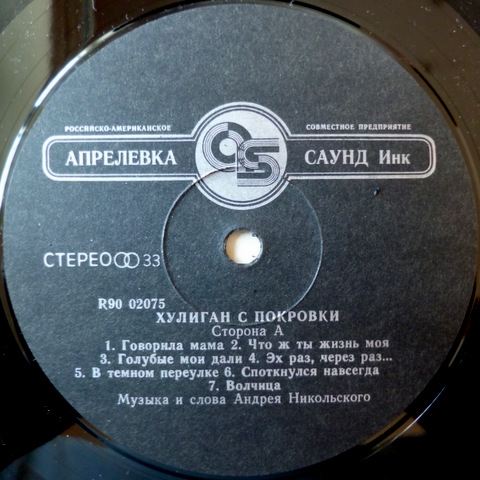 РОССИЙСКО-АМЕРИКАНСКОЕ СОВМЕСТНОЕ ПРЕДПРИЯТИЕ
АПРЕЛЕВКА САУНД Инк
СТЕРЕО 33
R90 02075
ХУЛИГАН С ПОКРОВКИ
Сторона А
1. Говорила мама 2. Что ж ты жизнь моя
3. Голубые мои дали 4. Эх раз, через раз...
5. В темном переулке 6. Споткнулся навсегда
7. Волчица
Музыка и слова Андрея Никольского